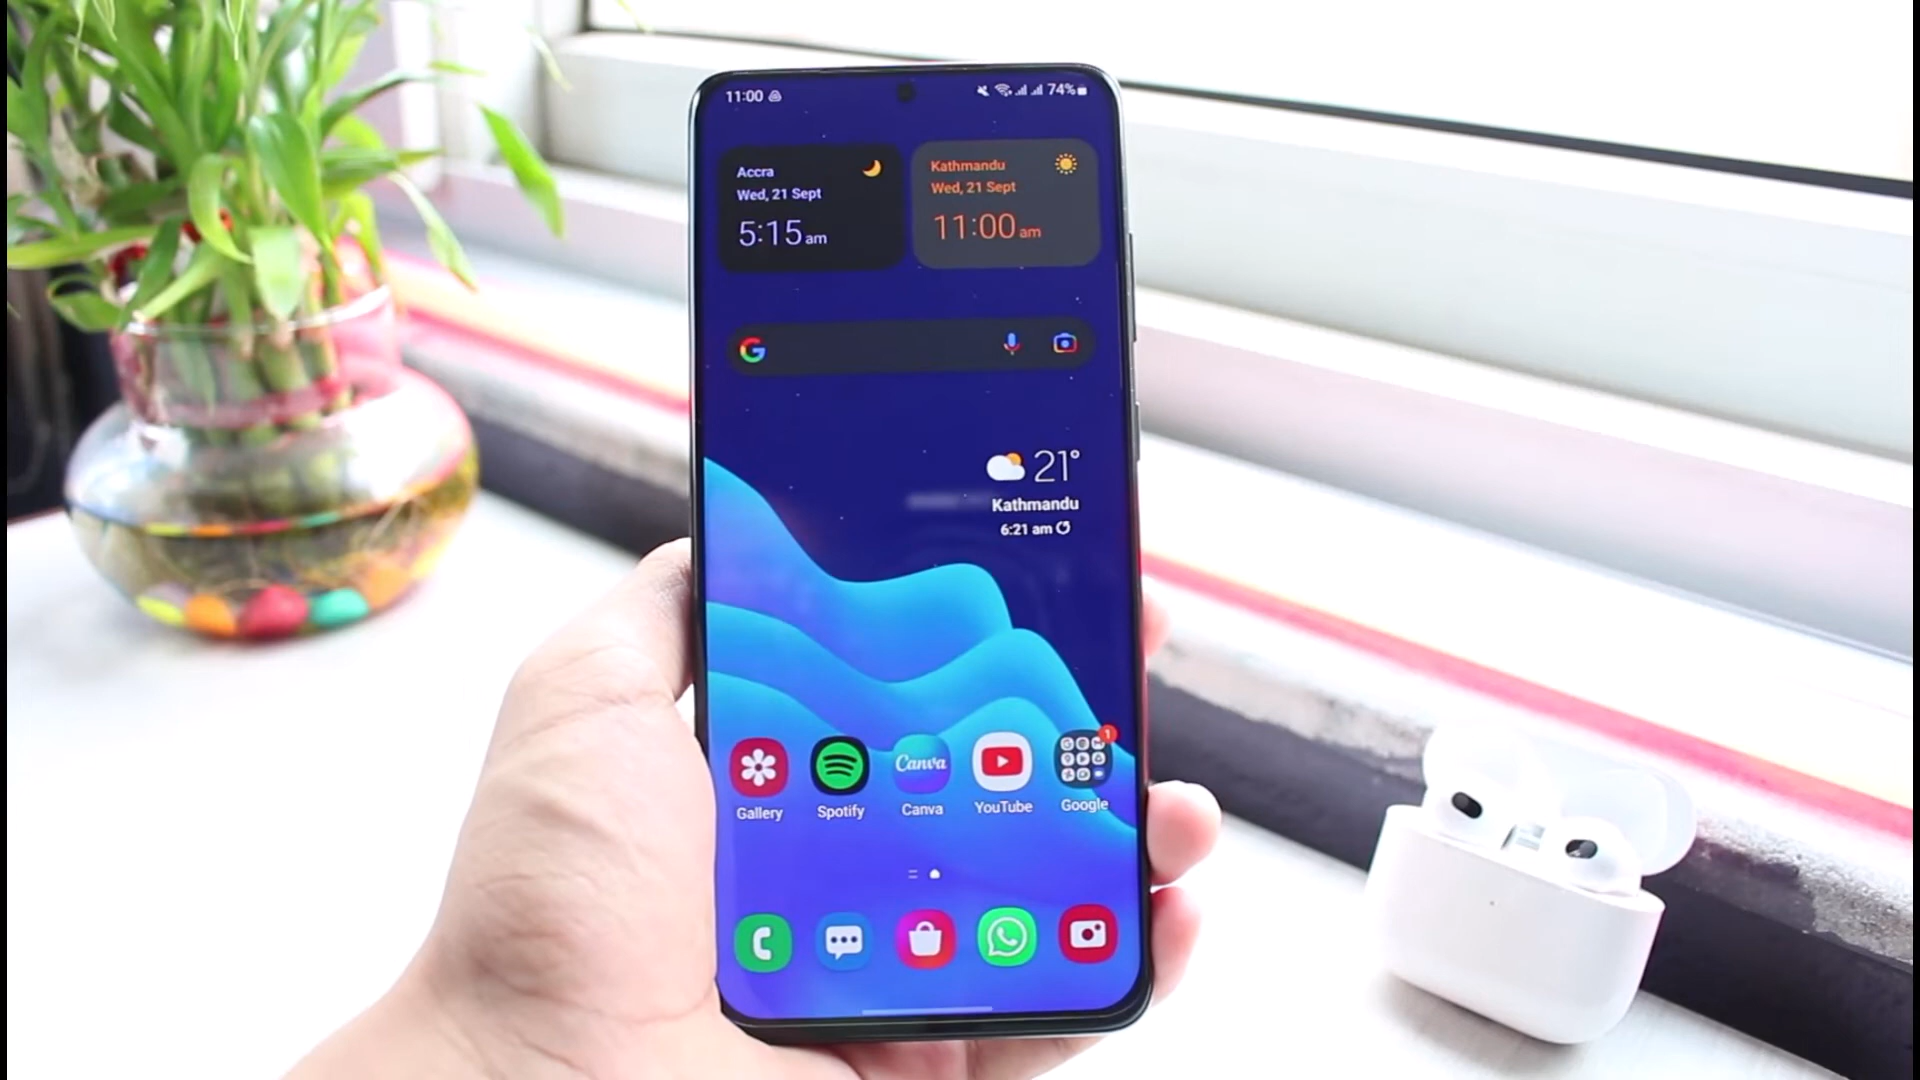 11:00
74%
Accra
Wed, 21 Sept
5:15 am
Kathmandu
Wed, 21 Sept
11:00 am
21°
Kathmandu
6:21 am
Canva
1
Gallery
Spotify
Canva
YouTube
Google